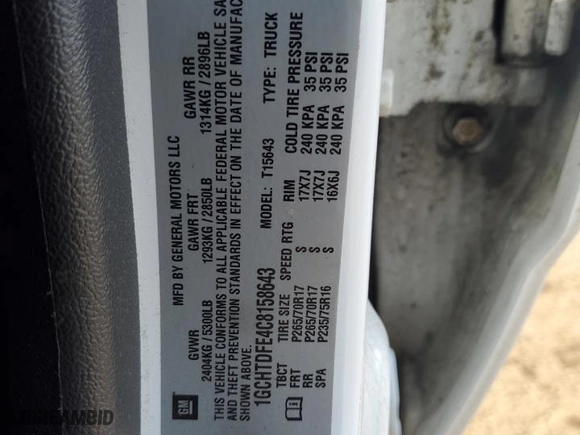 GM
MFD BY GENERAL MOTORS LLC
GVWR GAWR FRT GAWR RR
2404KG/5300LB 1293KG/2850LB 1314KG/2896LB
THIS VEHICLE CONFORMS TO ALL APPLICABLE FEDERAL MOTOR VEHICLE SA
AND THEFT PREVENTION STANDARDS IN EFFECT ON THE DATE OF MANUFAC
SHOWN ABOVE.
1GCHTDFE4C8158643 MODEL: T15643 TYPE: TRUCK
TBCT TIRE SIZE SPEED RTG RIM COLD TIRE PRESSURE
FRT P265/70R17 S 17X7J 240 KPA 35 PSI
RR P265/70R17 S 17X7J 240 KPA 35 PSI
SPA P235/75R16 S 16X6J 240 KPA 35 PSI